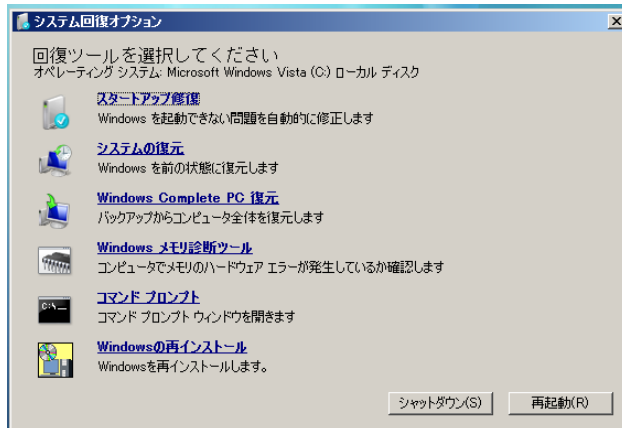 システム回復オプション
回復ツールを選択してください
オペレーティング システム: Microsoft Windows Vista (C:) ローカル ディスク
スタートアップ修復
Windows を起動できない問題を自動的に修正します
システムの復元
Windows を前の状態に復元します
Windows Complete PC 復元
バックアップからコンピュータ全体を復元します
Windows メモリ診断ツール
コンピュータでメモリのハードウェア エラーが発生しているか確認します
C:\_
コマンド プロンプト
コマンド プロンプト ウィンドウを開きます
Windowsの再インストール
Windowsを再インストールします。
シャットダウン(S) 再起動(R)